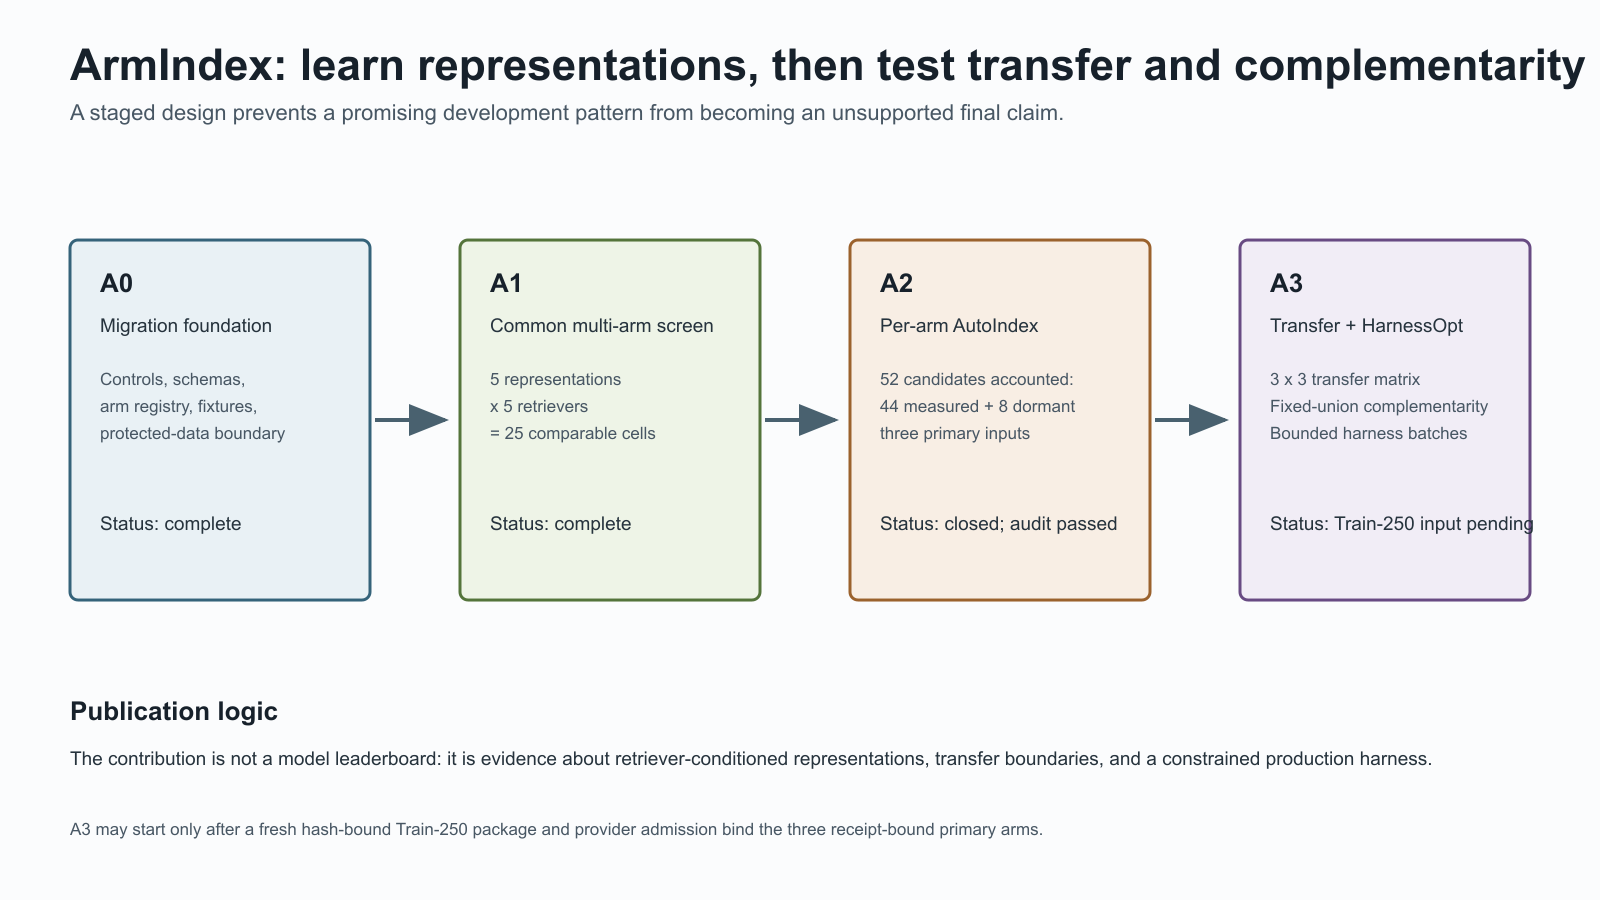 ArmIndex: learn representations, then test transfer and complementarity
A staged design prevents a promising development pattern from becoming an unsupported final claim.
A0
Migration foundation
Controls, schemas,
arm registry, fixtures,
protected-data boundary
Status: complete
A1
Common multi-arm screen
5 representations
x 5 retrievers
= 25 comparable cells
Status: complete
A2
Per-arm AutoIndex
52 candidates accounted:
44 measured + 8 dormant
three primary inputs
Status: closed; audit passed
A3
Transfer + HarnessOpt
3 x 3 transfer matrix
Fixed-union complementarity
Bounded harness batches
Status: Train-250 input pending
Publication logic
The contribution is not a model leaderboard: it is evidence about retriever-conditioned representations, transfer boundaries, and a constrained production harness.
A3 may start only after a fresh hash-bound Train-250 package and provider admission bind the three receipt-bound primary arms.